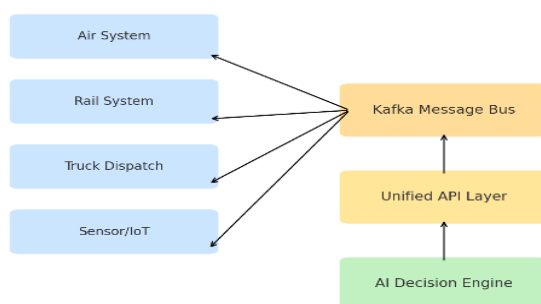 Air System
Rail System
Truck Dispatch
Sensor/IoT
Kafka Message Bus
Unified API Layer
AI Decision Engine